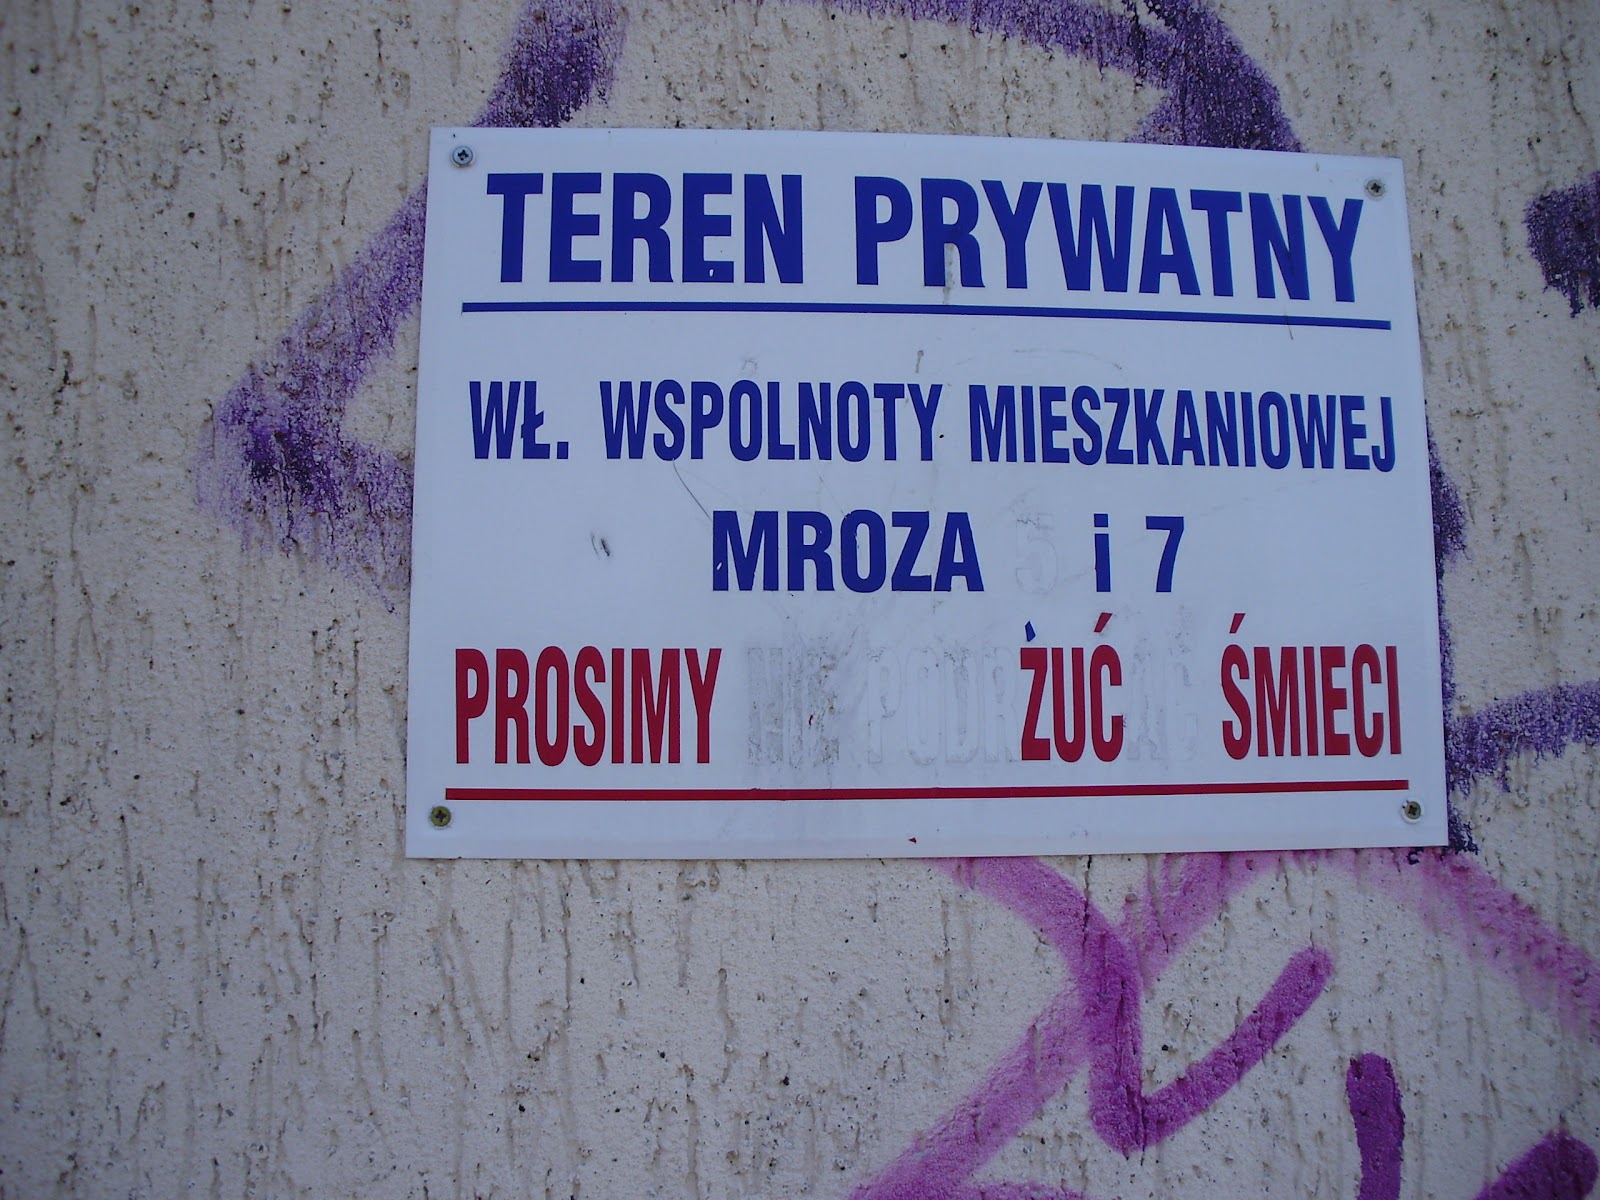 TEREN PRYWATNY
WŁ. WSPOLNOTY MIESZKANIOWEJ
MROZA 5 i 7
PROSIMY ŻUĆ ŚMIECI